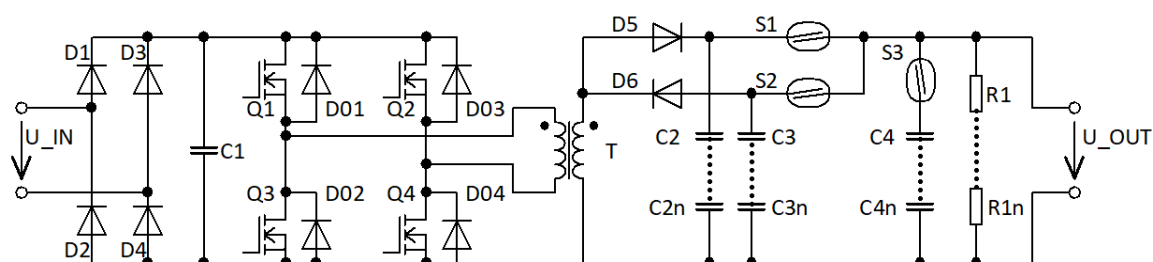 D1 D3 D5 S1 S3
D6 S2
Q1 D01 Q2 D03 R1
U_IN C1 T C2 C3 C4 U_OUT
Q3 D02 Q4 D04
C2n C3n C4n R1n
D2 D4